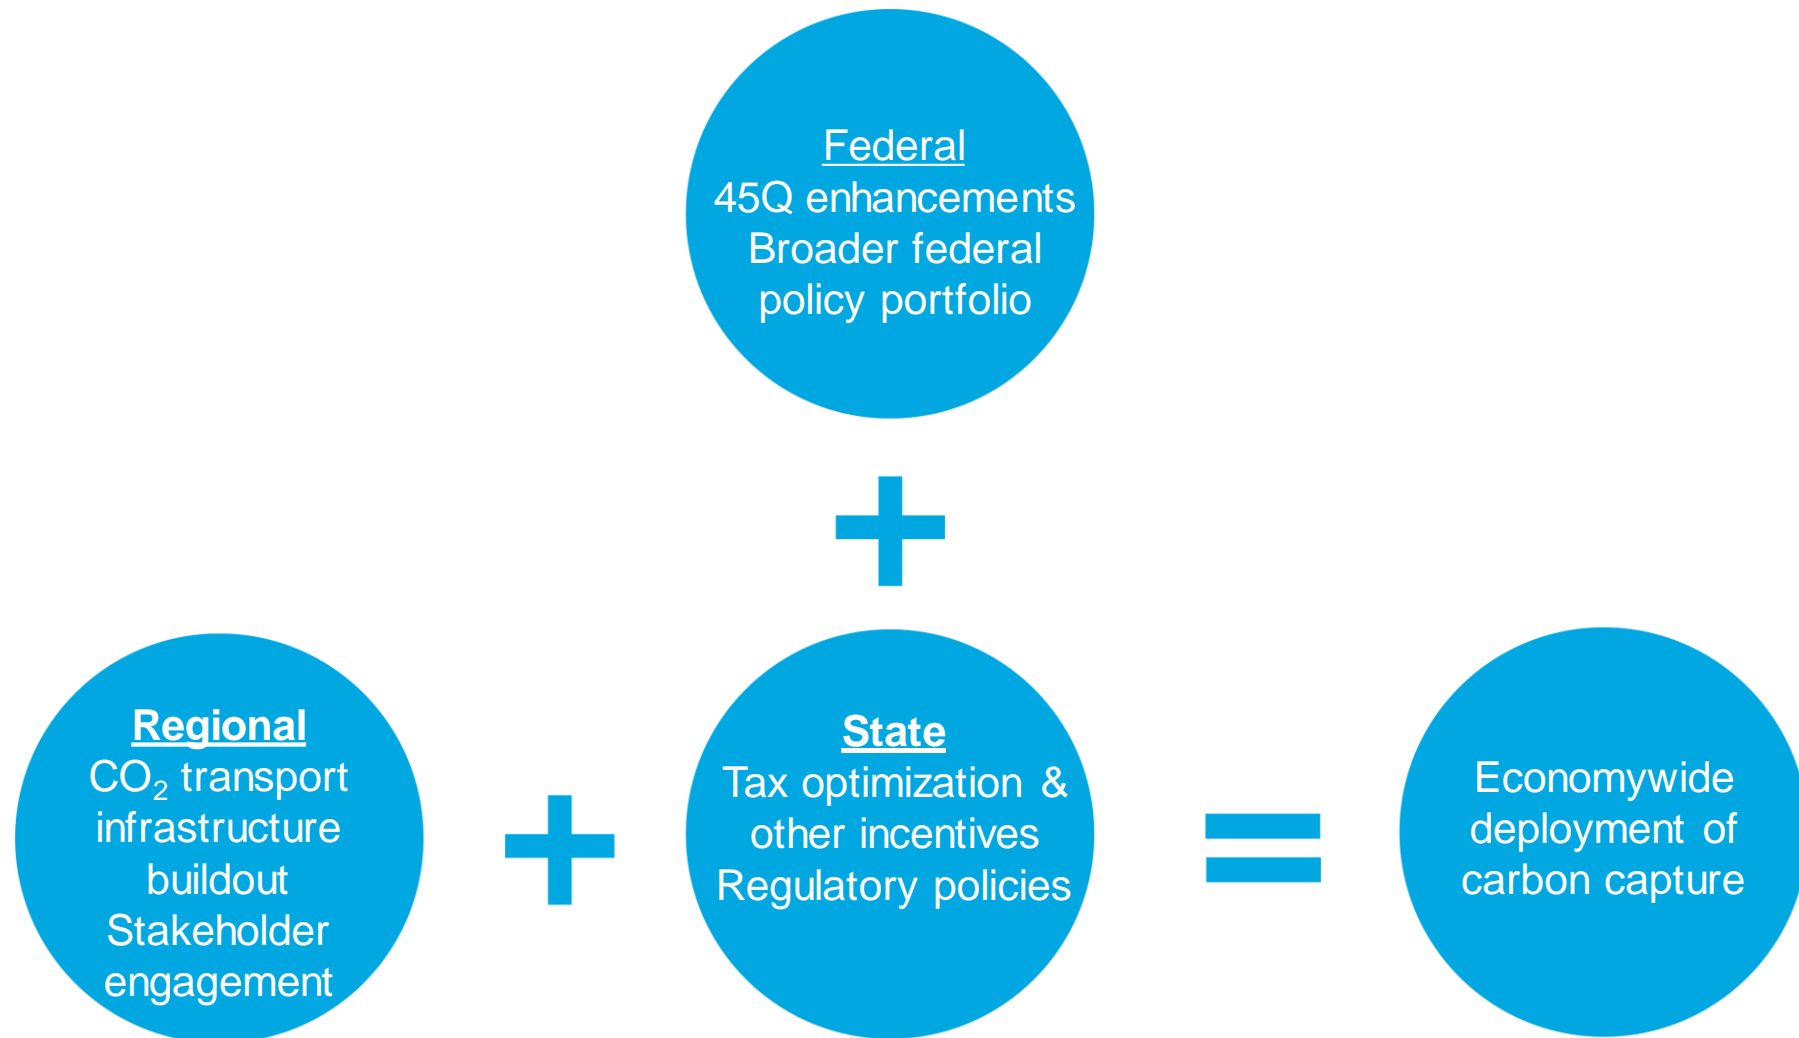 Federal
45Q enhancements
Broader federal
policy portfolio
+
Regional
CO₂ transport
infrastructure
buildout
Stakeholder
engagement
+
State
Tax optimization &
other incentives
Regulatory policies
=
Economywide
deployment of
carbon capture